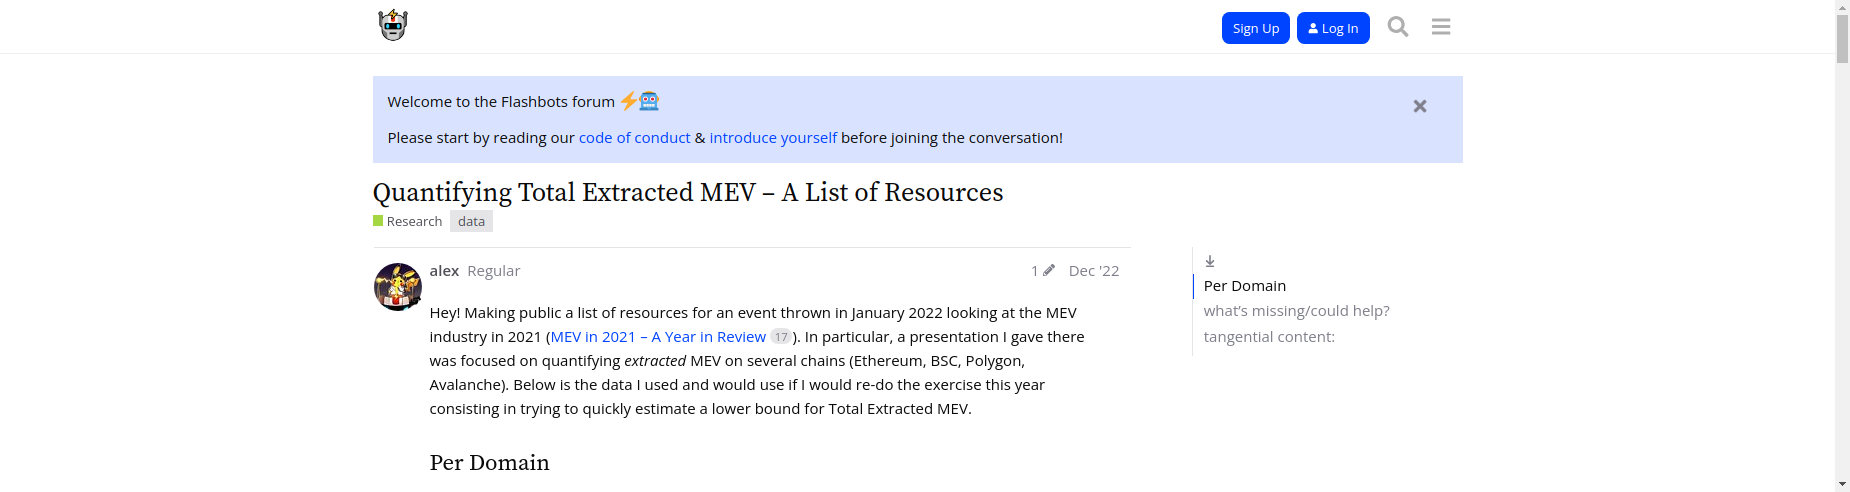 Sign Up
Log In
Welcome to the Flashbots forum
Please start by reading our code of conduct & introduce yourself before joining the conversation!
Quantifying Total Extracted MEV – A List of Resources
Research data
alex Regular 1 Dec '22
Hey! Making public a list of resources for an event thrown in January 2022 looking at the MEV
industry in 2021 (MEV in 2021 – A Year in Review 17). In particular, a presentation I gave there
was focused on quantifying extracted MEV on several chains (Ethereum, BSC, Polygon,
Avalanche). Below is the data I used and would use if I would re-do the exercise this year
consisting in trying to quickly estimate a lower bound for Total Extracted MEV.
Per Domain
Per Domain
what's missing/could help?
tangential content: